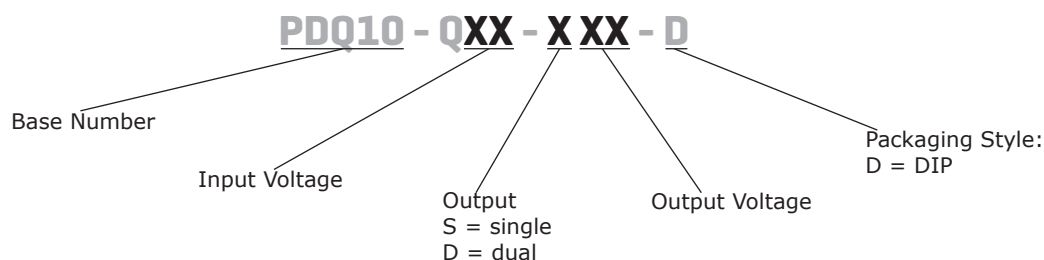 PDQ10 - QXX - X XX - D
Base Number
Input Voltage
Output
S = single
D = dual
Output Voltage
Packaging Style:
D = DIP